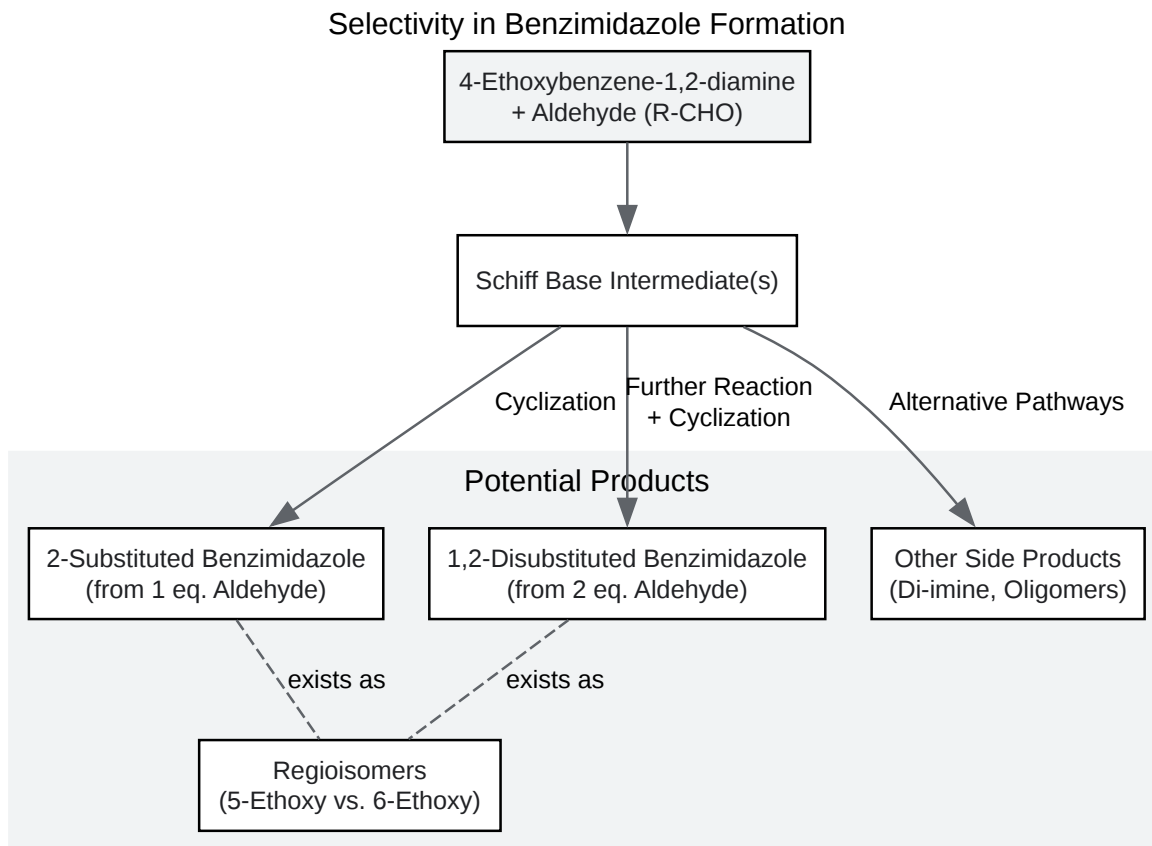 Selectivity in Benzimidazole Formation
4-Ethoxybenzene-1,2-diamine
+ Aldehyde (R-CHO)
Schiff Base Intermediate(s)
Cyclization
Further Reaction
+ Cyclization
Alternative Pathways
Potential Products
2-Substituted Benzimidazole
(from 1 eq. Aldehyde)
1,2-Disubstituted Benzimidazole
(from 2 eq. Aldehyde)
Other Side Products
(Di-imine, Oligomers)
exists as
exists as
Regioisomers
(5-Ethoxy vs. 6-Ethoxy)